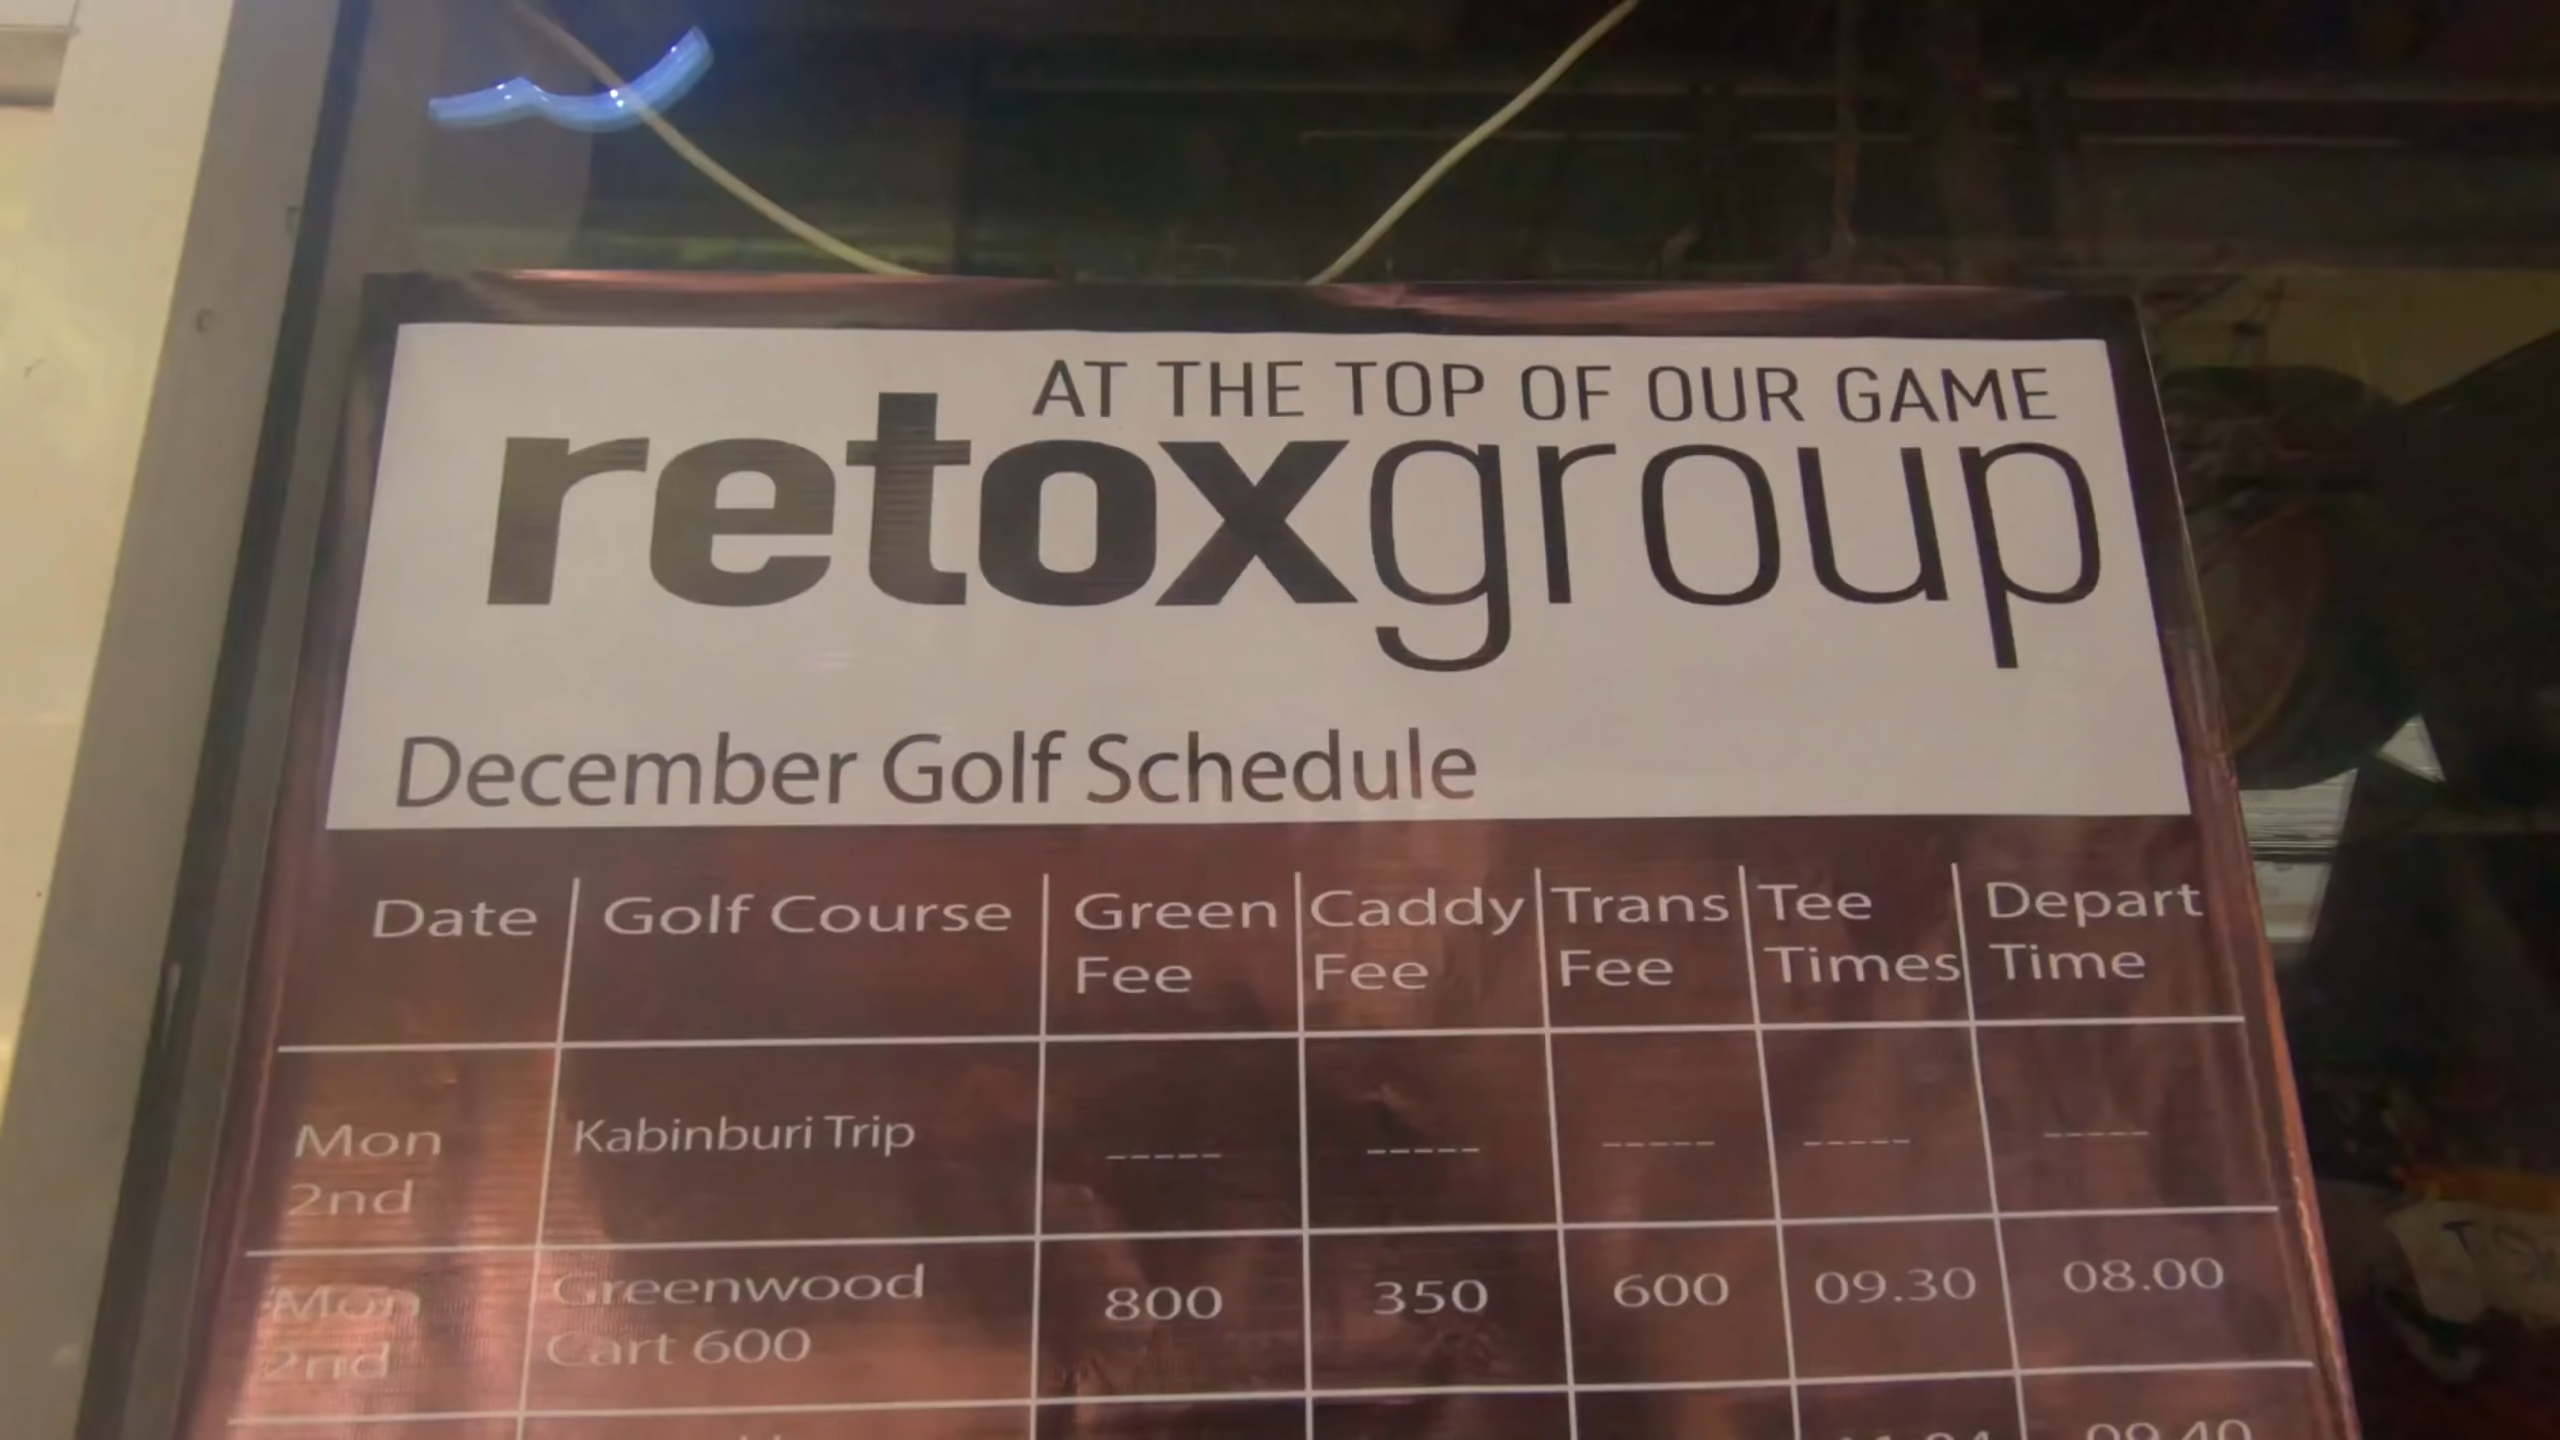 AT THE TOP OF OUR GAME
retoxgroup
December Golf Schedule
Date Golf Course Green Fee Caddy Fee Trans Fee Tee Times Depart Time
Mon 2nd Kabinburi Trip ----- ----- ----- ----- -----
Mon 2nd Greenwood Cart 600 800 350 600 09.30 08.00
09.40